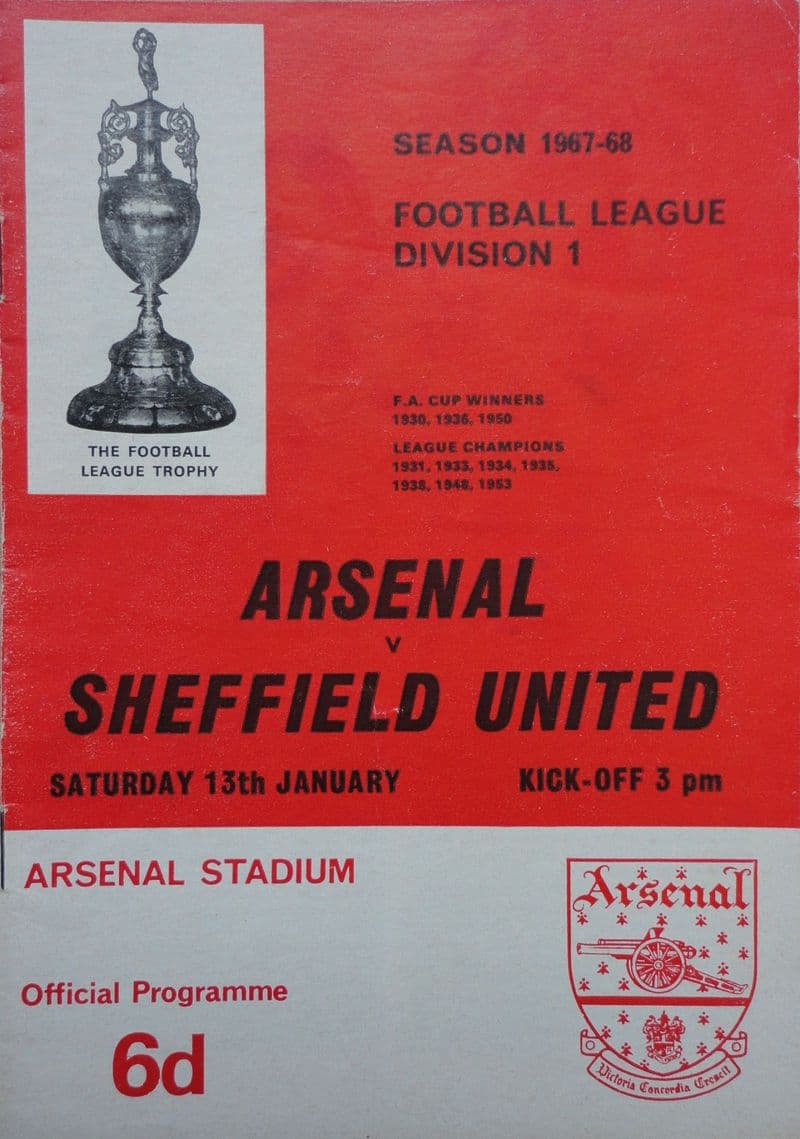 SEASON 1967-68
FOOTBALL LEAGUE
DIVISION 1
F.A. CUP WINNERS
1930, 1936, 1950
LEAGUE CHAMPIONS
1931, 1933, 1934, 1935,
1938, 1948, 1953
THE FOOTBALL
LEAGUE TROPHY
ARSENAL
v
SHEFFIELD UNITED
SATURDAY 13th JANUARY KICK-OFF 3 pm
ARSENAL STADIUM
Official Programme
6d
Arsenal
Victoria Concordia Crescit